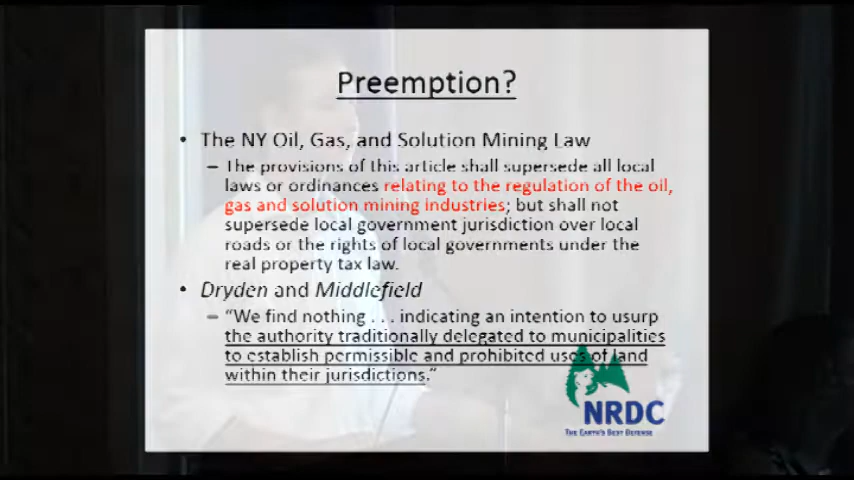 Preemption?
• The NY Oil, Gas, and Solution Mining Law
– The provisions of this article shall supersede all local
laws or ordinances relating to the regulation of the oil,
gas and solution mining industries; but shall not
supersede local government jurisdiction over local
roads or the rights of local governments under the
real property tax law.
• Dryden and Middlefield
– “We find nothing . . . indicating an intention to usurp
the authority traditionally delegated to municipalities
to establish permissible and prohibited uses of land
within their jurisdictions.“
NRDC
THE EARTH'S BEST DEFENSE